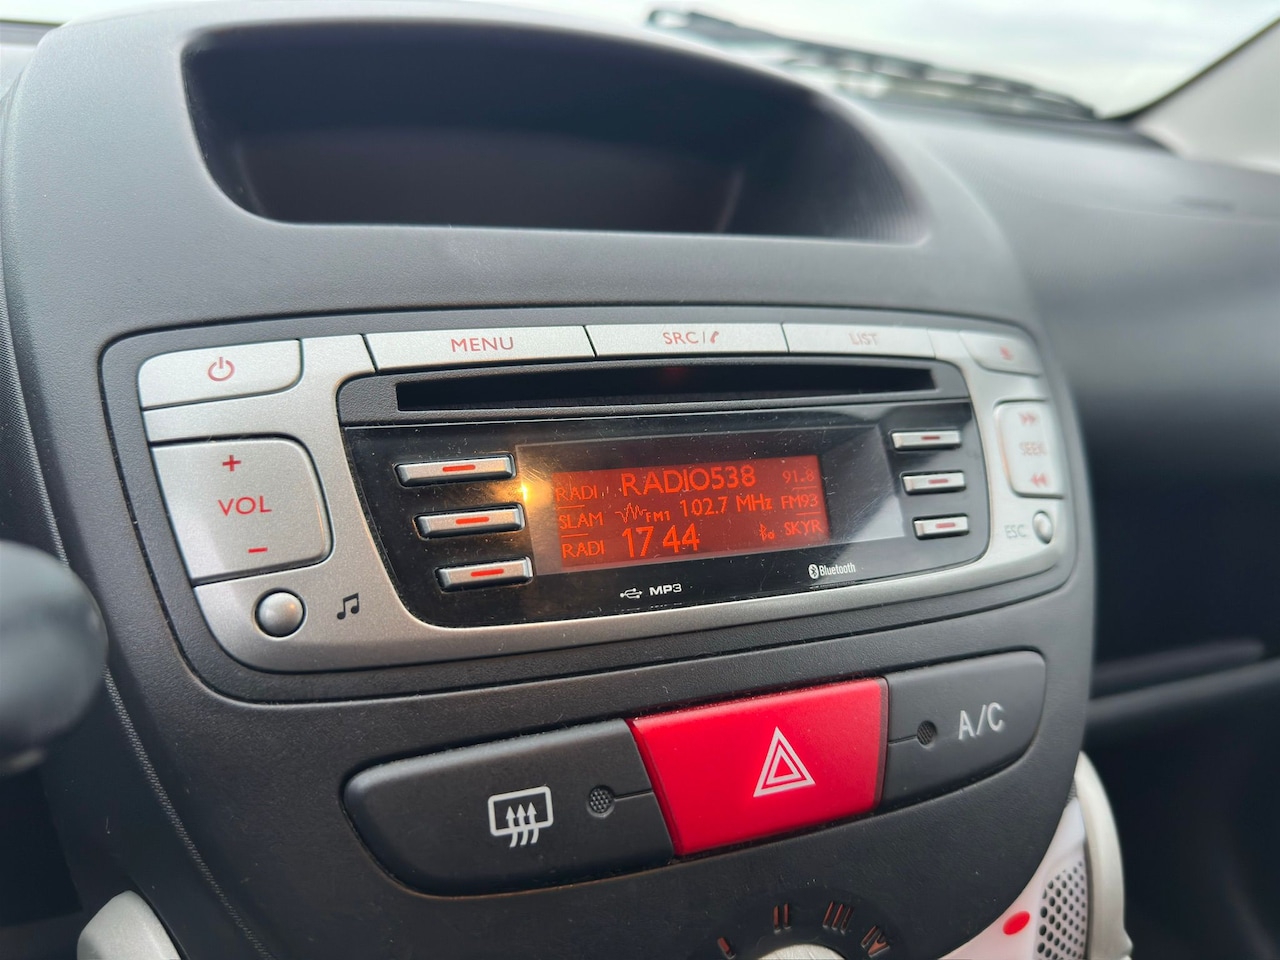 MENU
SRC/
LIST
VOL
RADI RADIO538 91.8
SLAM FM1 102.7 MHz FM93
RADI 17 44 SKYR
SEEK
ESC
MP3
Bluetooth
A/C